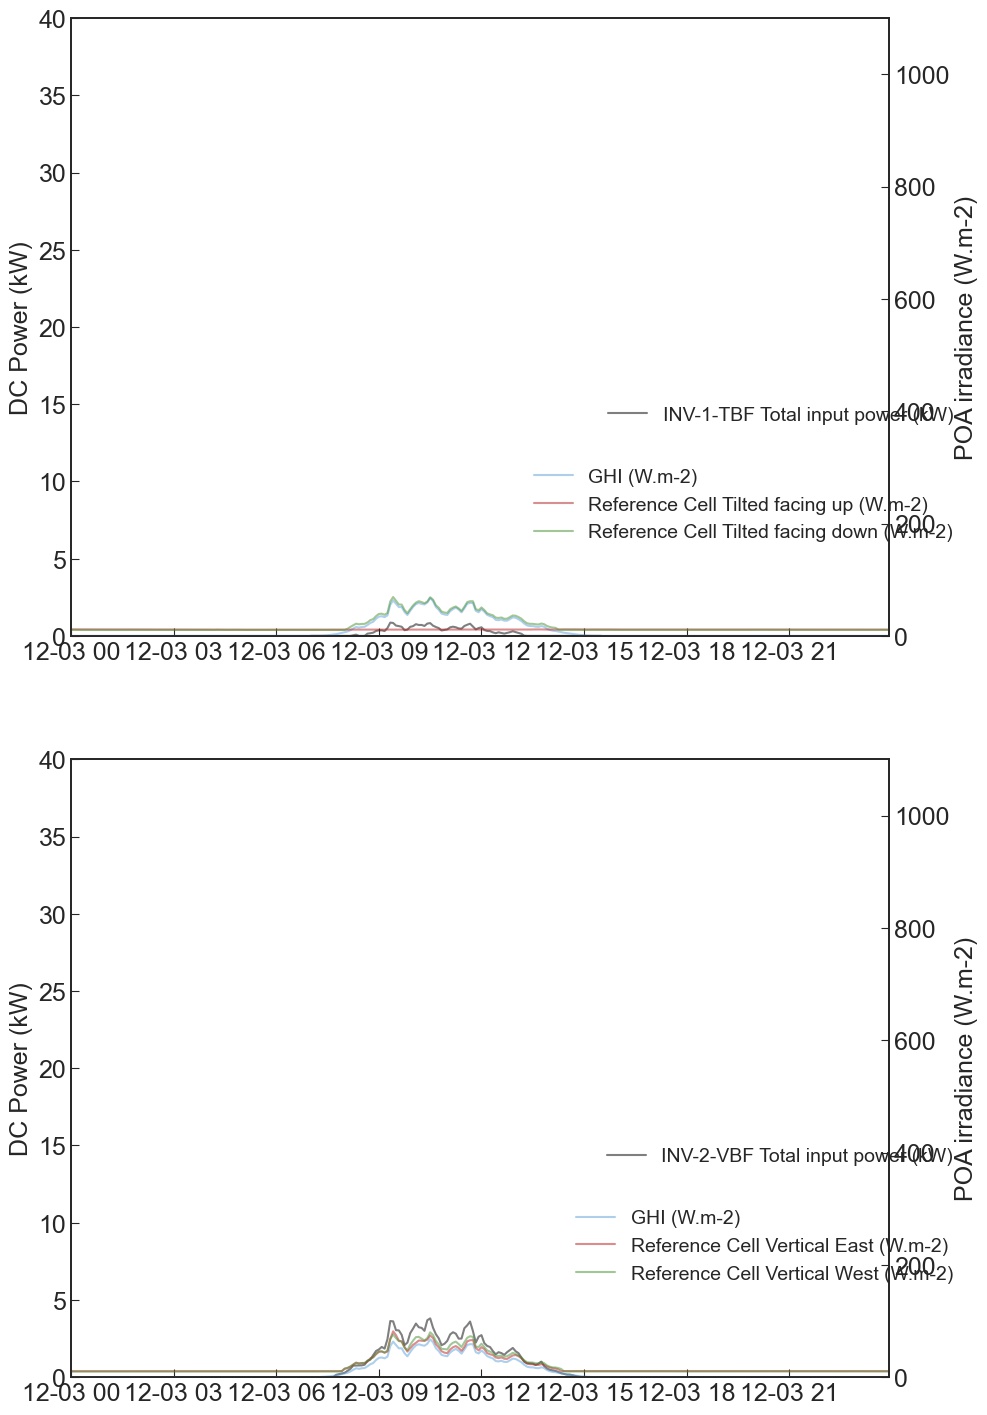 40
35
1000
30
800
25
600
20
DC Power (kW)
POA irradiance (W.m-2)
15
400
INV-1-TBF Total input power (kW)
10
GHI (W.m-2)
Reference Cell Tilted facing up (W.m-2)
200
Reference Cell Tilted facing down (W.m-2)
5
0
0
12-03 00 12-03 03 12-03 06 12-03 09 12-03 12 12-03 15 12-03 18 12-03 21
40
35
1000
30
800
25
600
20
DC Power (kW)
POA irradiance (W.m-2)
15
400
INV-2-VBF Total input power (kW)
10
GHI (W.m-2)
Reference Cell Vertical East (W.m-2)
200
Reference Cell Vertical West (W.m-2)
5
0
0
12-03 00 12-03 03 12-03 06 12-03 09 12-03 12 12-03 15 12-03 18 12-03 21